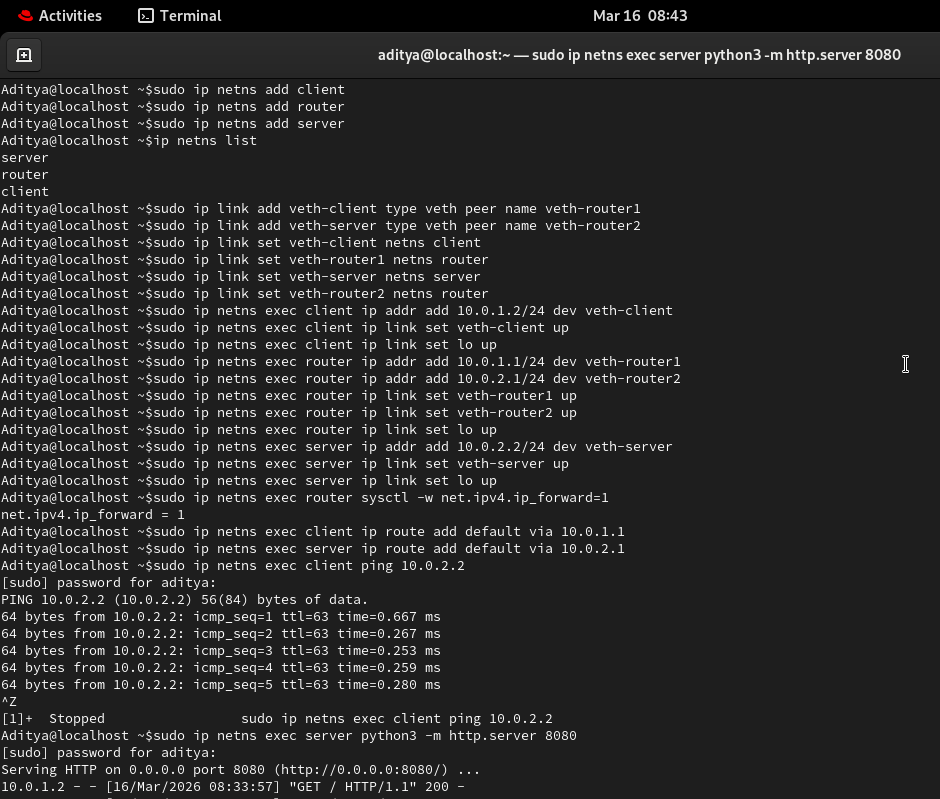 Activities Terminal Mar 16 08:43
aditya@localhost:~ — sudo ip netns exec server python3 -m http.server 8080
Aditya@localhost ~$sudo ip netns add client
Aditya@localhost ~$sudo ip netns add router
Aditya@localhost ~$sudo ip netns add server
Aditya@localhost ~$ip netns list
server
router
client
Aditya@localhost ~$sudo ip link add veth-client type veth peer name veth-router1
Aditya@localhost ~$sudo ip link add veth-server type veth peer name veth-router2
Aditya@localhost ~$sudo ip link set veth-client netns client
Aditya@localhost ~$sudo ip link set veth-router1 netns router
Aditya@localhost ~$sudo ip link set veth-server netns server
Aditya@localhost ~$sudo ip link set veth-router2 netns router
Aditya@localhost ~$sudo ip netns exec client ip addr add 10.0.1.2/24 dev veth-client
Aditya@localhost ~$sudo ip netns exec client ip link set veth-client up
Aditya@localhost ~$sudo ip netns exec client ip link set lo up
Aditya@localhost ~$sudo ip netns exec router ip addr add 10.0.1.1/24 dev veth-router1
Aditya@localhost ~$sudo ip netns exec router ip addr add 10.0.2.1/24 dev veth-router2
Aditya@localhost ~$sudo ip netns exec router ip link set veth-router1 up
Aditya@localhost ~$sudo ip netns exec router ip link set veth-router2 up
Aditya@localhost ~$sudo ip netns exec router ip link set lo up
Aditya@localhost ~$sudo ip netns exec server ip addr add 10.0.2.2/24 dev veth-server
Aditya@localhost ~$sudo ip netns exec server ip link set veth-server up
Aditya@localhost ~$sudo ip netns exec server ip link set lo up
Aditya@localhost ~$sudo ip netns exec router sysctl -w net.ipv4.ip_forward=1
net.ipv4.ip_forward = 1
Aditya@localhost ~$sudo ip netns exec client ip route add default via 10.0.1.1
Aditya@localhost ~$sudo ip netns exec server ip route add default via 10.0.2.1
Aditya@localhost ~$sudo ip netns exec client ping 10.0.2.2
[sudo] password for aditya:
PING 10.0.2.2 (10.0.2.2) 56(84) bytes of data.
64 bytes from 10.0.2.2: icmp_seq=1 ttl=63 time=0.667 ms
64 bytes from 10.0.2.2: icmp_seq=2 ttl=63 time=0.267 ms
64 bytes from 10.0.2.2: icmp_seq=3 ttl=63 time=0.253 ms
64 bytes from 10.0.2.2: icmp_seq=4 ttl=63 time=0.259 ms
64 bytes from 10.0.2.2: icmp_seq=5 ttl=63 time=0.280 ms
^Z
[1]+  Stopped                 sudo ip netns exec client ping 10.0.2.2
Aditya@localhost ~$sudo ip netns exec server python3 -m http.server 8080
[sudo] password for aditya:
Serving HTTP on 0.0.0.0 port 8080 (http://0.0.0.0:8080/) ...
10.0.1.2 - - [16/Mar/2026 08:33:57] "GET / HTTP/1.1" 200 -